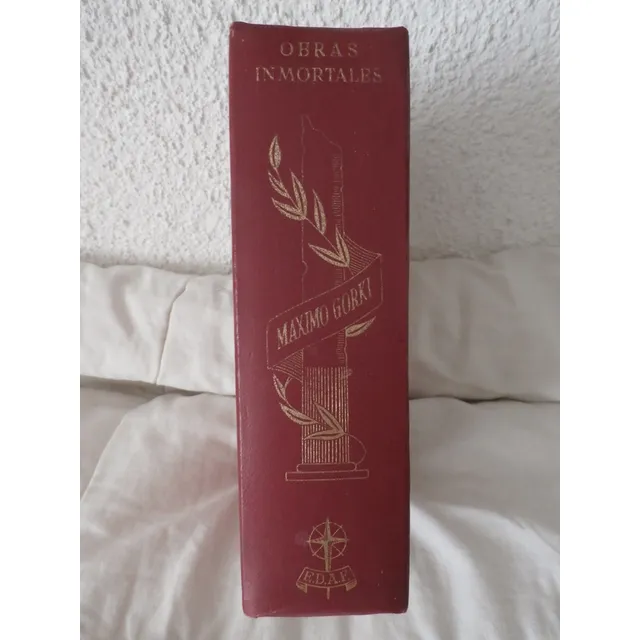 OBRAS
INMORTALES
MAXIMO GORKI
E.D.A.F.